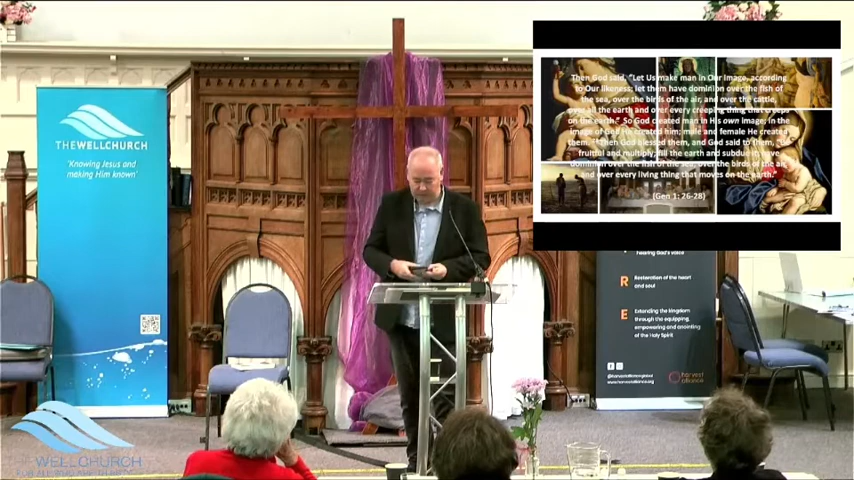 THEWELLCHURCH
'Knowing Jesus and
making Him known'
Then God said, "Let Us make man in Our image, according
to Our likeness; let them have dominion over the fish of
the sea, over the birds of the air, and over the cattle,
over all the earth and over every creeping thing that creeps
on the earth." So God created man in His own image; in the
image of God He created him; male and female He created
them. Then God blessed them, and God said to them, "Be
fruitful and multiply; fill the earth and subdue it; have
dominion over the fish of the sea, over the birds of the air,
and over every living thing that moves on the earth."
(Gen 1: 26-28)
hearing God's voice
R
Restoration of the heart
and soul
E
Extending the kingdom
through the equipping,
empowering and anointing
of the Holy Spirit
harvest
alliance
THE WELLCHURCH